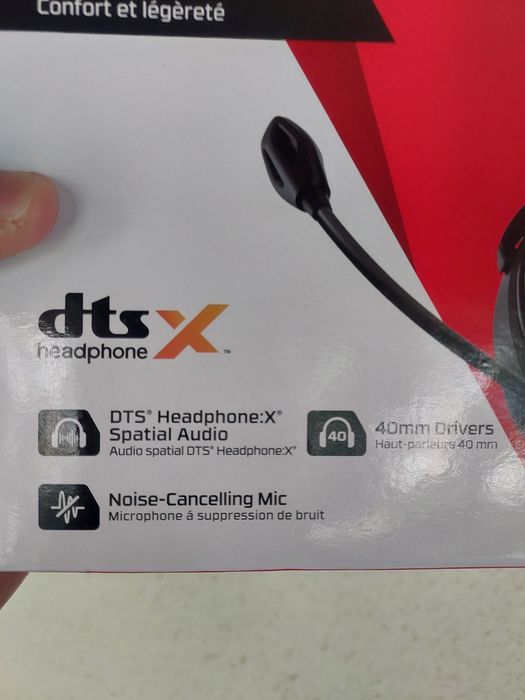 Confort et légèreté
dts X
headphone ™
DTS® Headphone:X®
Spatial Audio
Audio spatial DTS® Headphone:X®
40
40mm Drivers
Haut-parleurs 40 mm
Noise-Cancelling Mic
Microphone á suppression de bruit